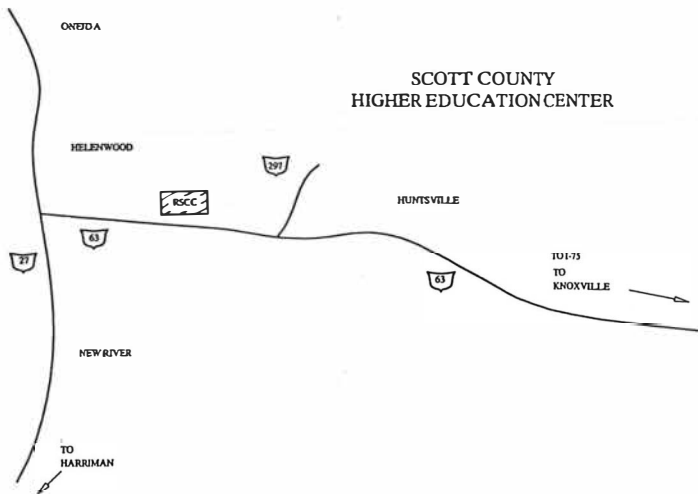 ONEIDA
SCOTT COUNTY
HIGHER EDUCATION CENTER
HELENWOOD
297
RSCC
HUNTSVILLE
63
27
TO I-75
TO
KNOXVILLE
63
NEW RIVER
TO
HARRIMAN